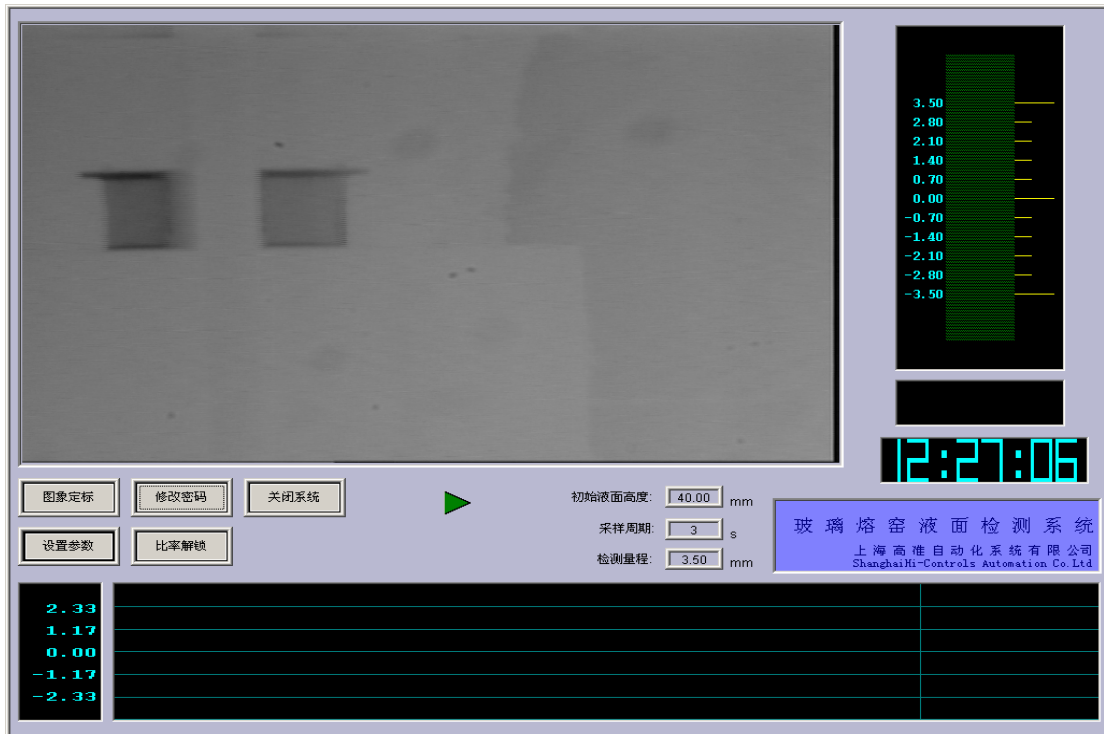 3.50
2.80
2.10
1.40
0.70
0.00
-0.70
-1.40
-2.10
-2.80
-3.50
12:27:06
图象定标
修改密码
关闭系统
设置参数
比率解锁
初始液面高度: 40.00 mm
采样周期: 3 s
检测量程: 3.50 mm
玻璃熔窑液面检测系统
上海高准自动化系统有限公司
ShanghaiHi-Controls Automation Co.Ltd
2.33
1.17
0.00
-1.17
-2.33